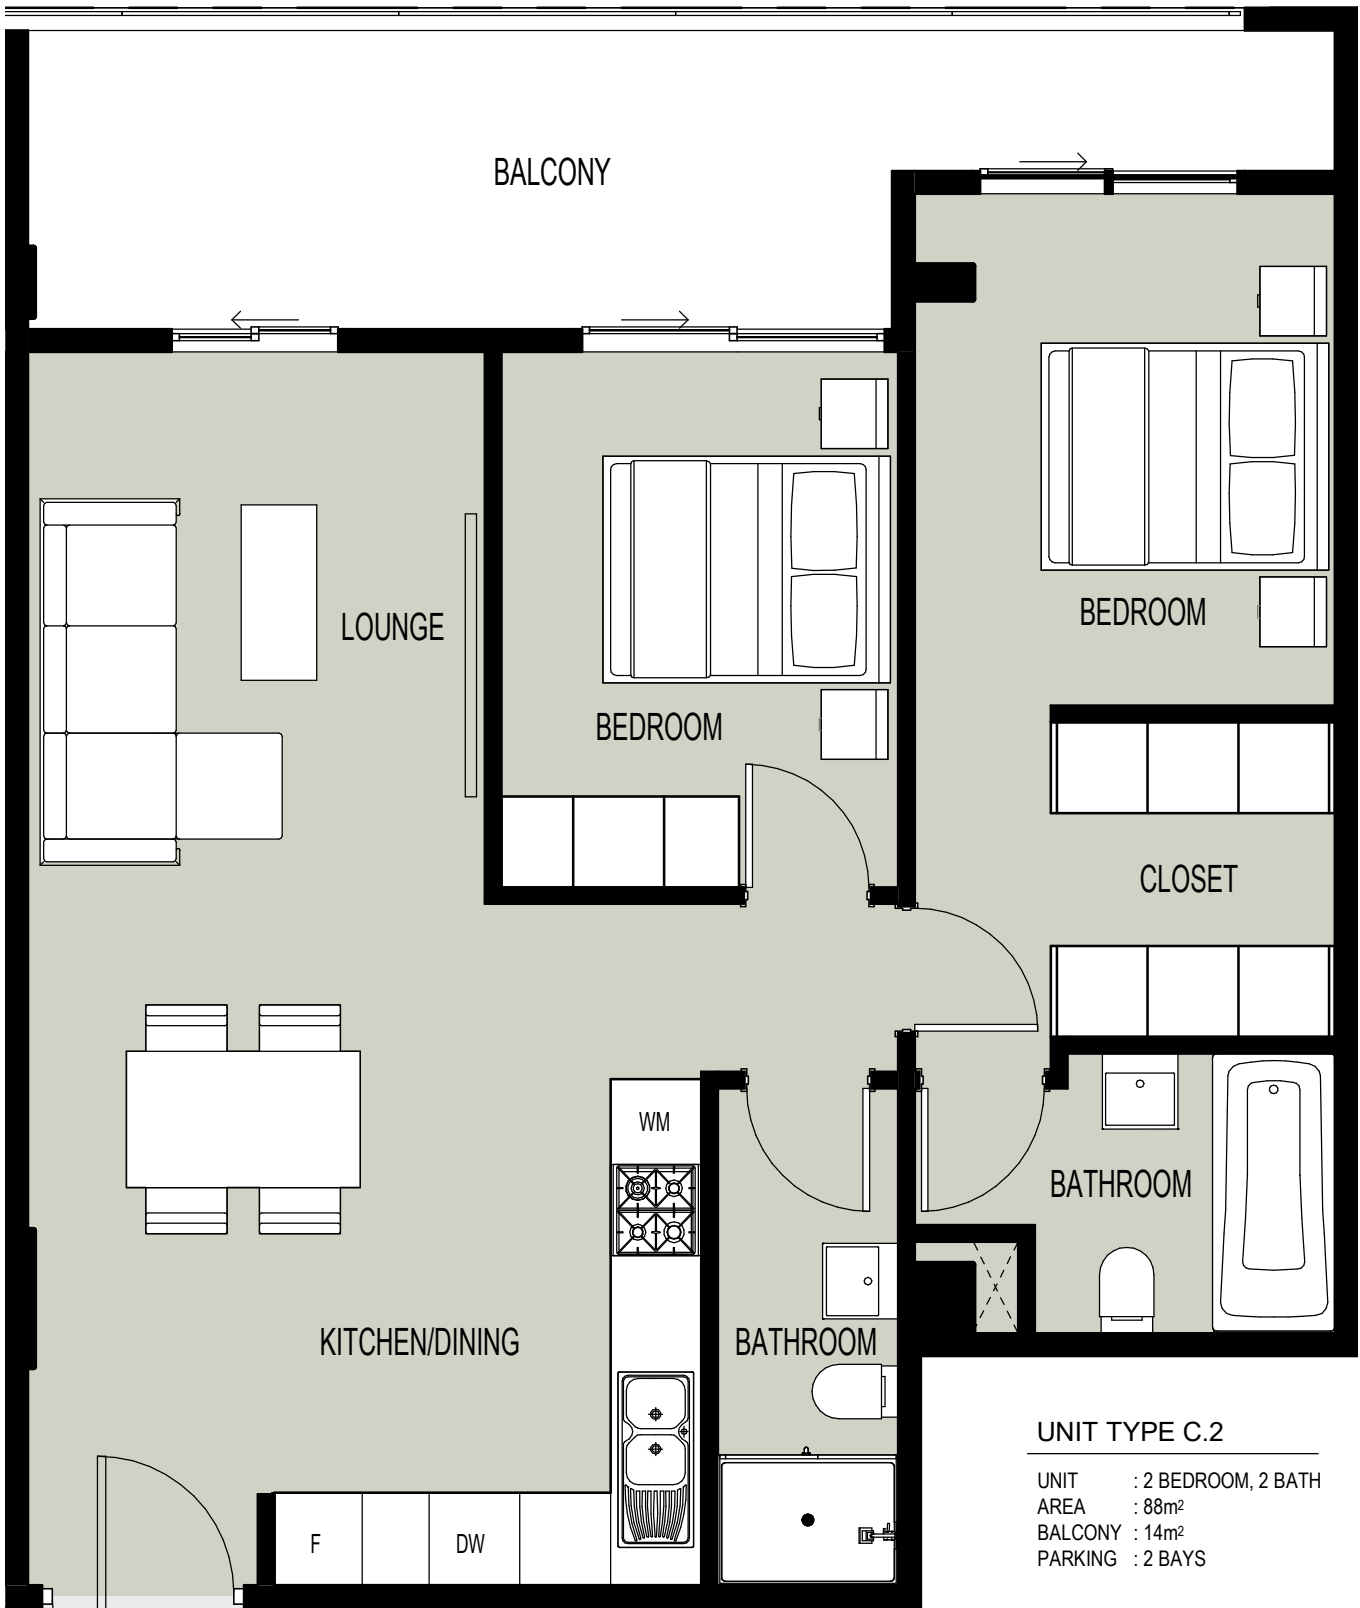 BALCONY
LOUNGE
BEDROOM
BEDROOM
CLOSET
WM
BATHROOM
KITCHEN/DINING
BATHROOM
F
DW
UNIT TYPE C.2
UNIT : 2 BEDROOM, 2 BATH
AREA : 88m²
BALCONY : 14m²
PARKING : 2 BAYS